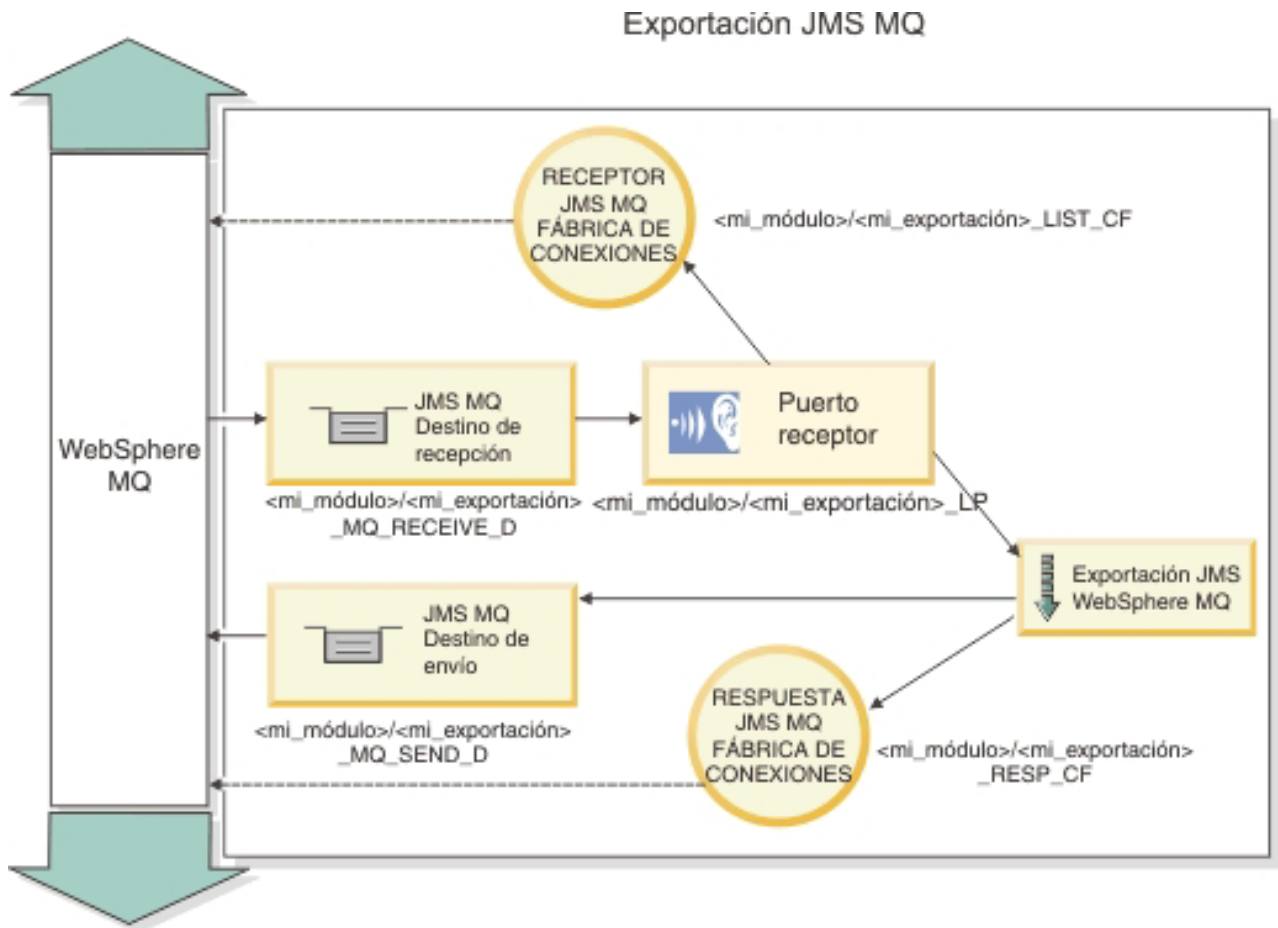 Exportación JMS MQ
RECEPTOR
JMS MQ
FÁBRICA DE
CONEXIONES
<mi_módulo>/<mi_exportación>_LIST_CF
WebSphere
MQ
JMS MQ
Destino de
recepción
<mi_módulo>/<mi_exportación>
_MQ_RECEIVE_D
Puerto
receptor
<mi_módulo>/<mi_exportación>_LP
Exportación JMS
WebSphere MQ
JMS MQ
Destino de
envío
<mi_módulo>/<mi_exportación>
_MQ_SEND_D
RESPUESTA
JMS MQ
FÁBRICA DE
CONEXIONES
<mi_módulo>/<mi_exportación>
_RESP_CF